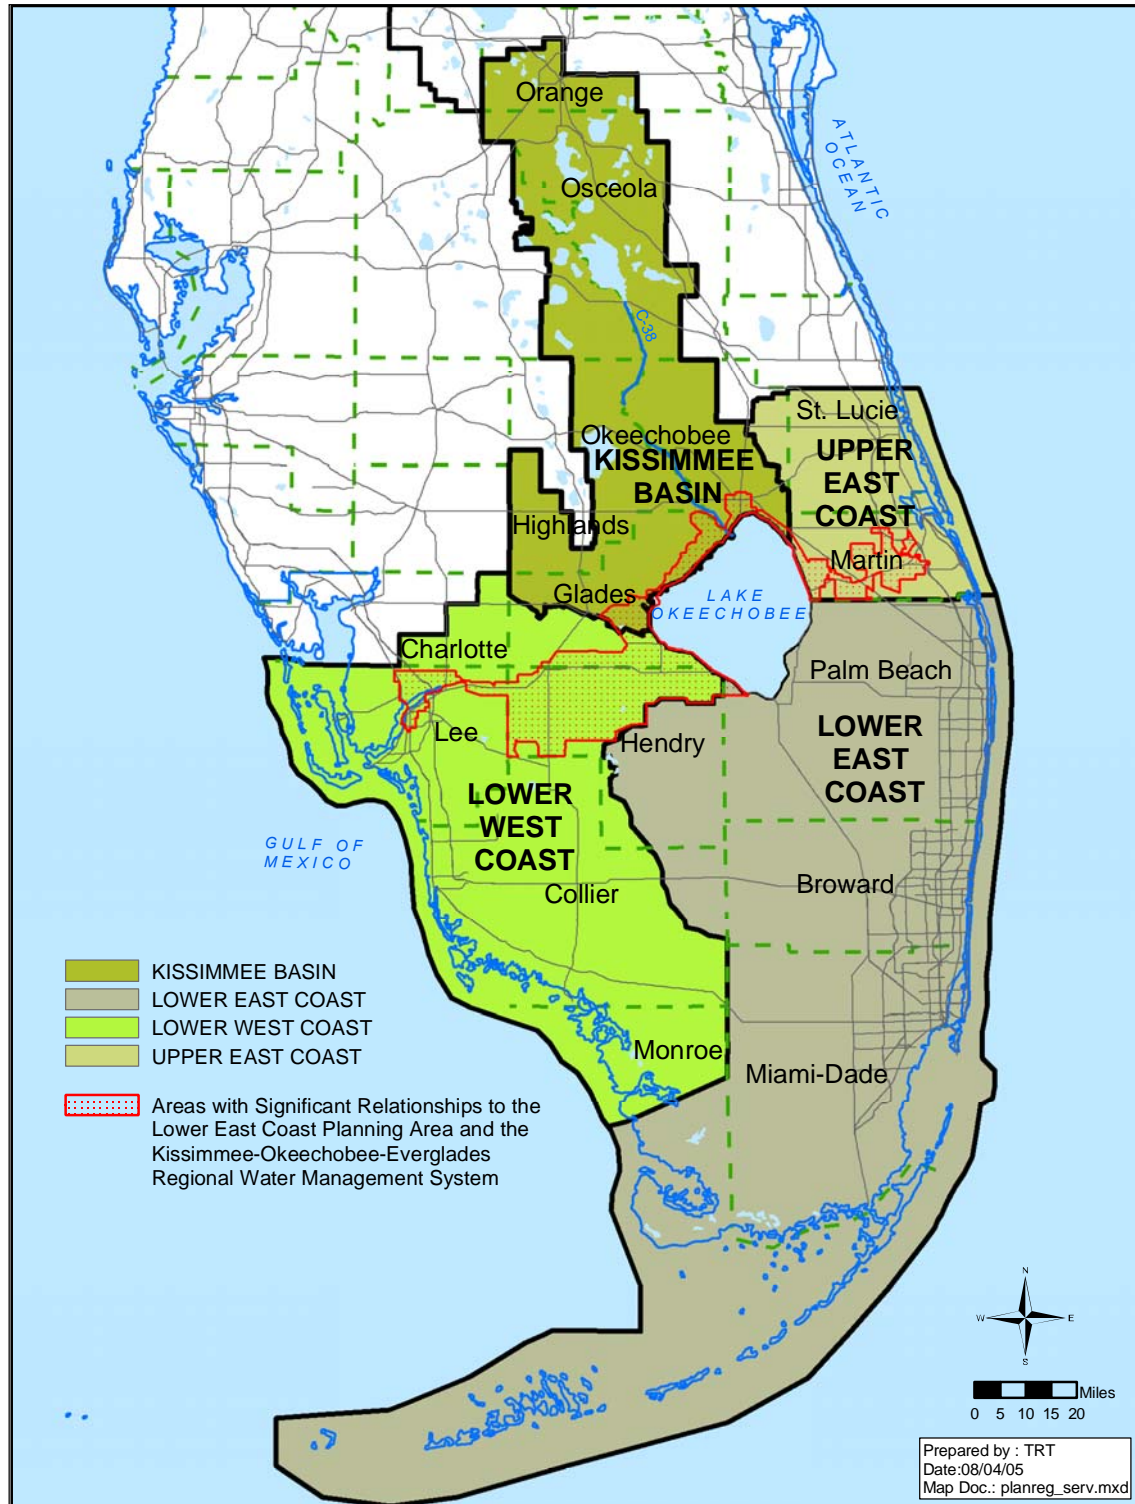 Orange
ATLANTIC
OCEAN
Osceola
C-38
St. Lucie
Okeechobee
KISSIMMEE
BASIN
UPPER
EAST
COAST
Highlands
Martin
Glades
LAKE
OKEECHOBEE
Charlotte
Palm Beach
Lee
Hendry
LOWER
EAST
COAST
LOWER
WEST
COAST
GULF OF
MEXICO
Collier
Broward
KISSIMMEE BASIN
LOWER EAST COAST
LOWER WEST COAST
UPPER EAST COAST
Monroe
Miami-Dade
Areas with Significant Relationships to the
Lower East Coast Planning Area and the
Kissimmee-Okeechobee-Everglades
Regional Water Management System
N
W E
S
Miles
0 5 10 15 20
Prepared by : TRT
Date:08/04/05
Map Doc.: planreg_serv.mxd